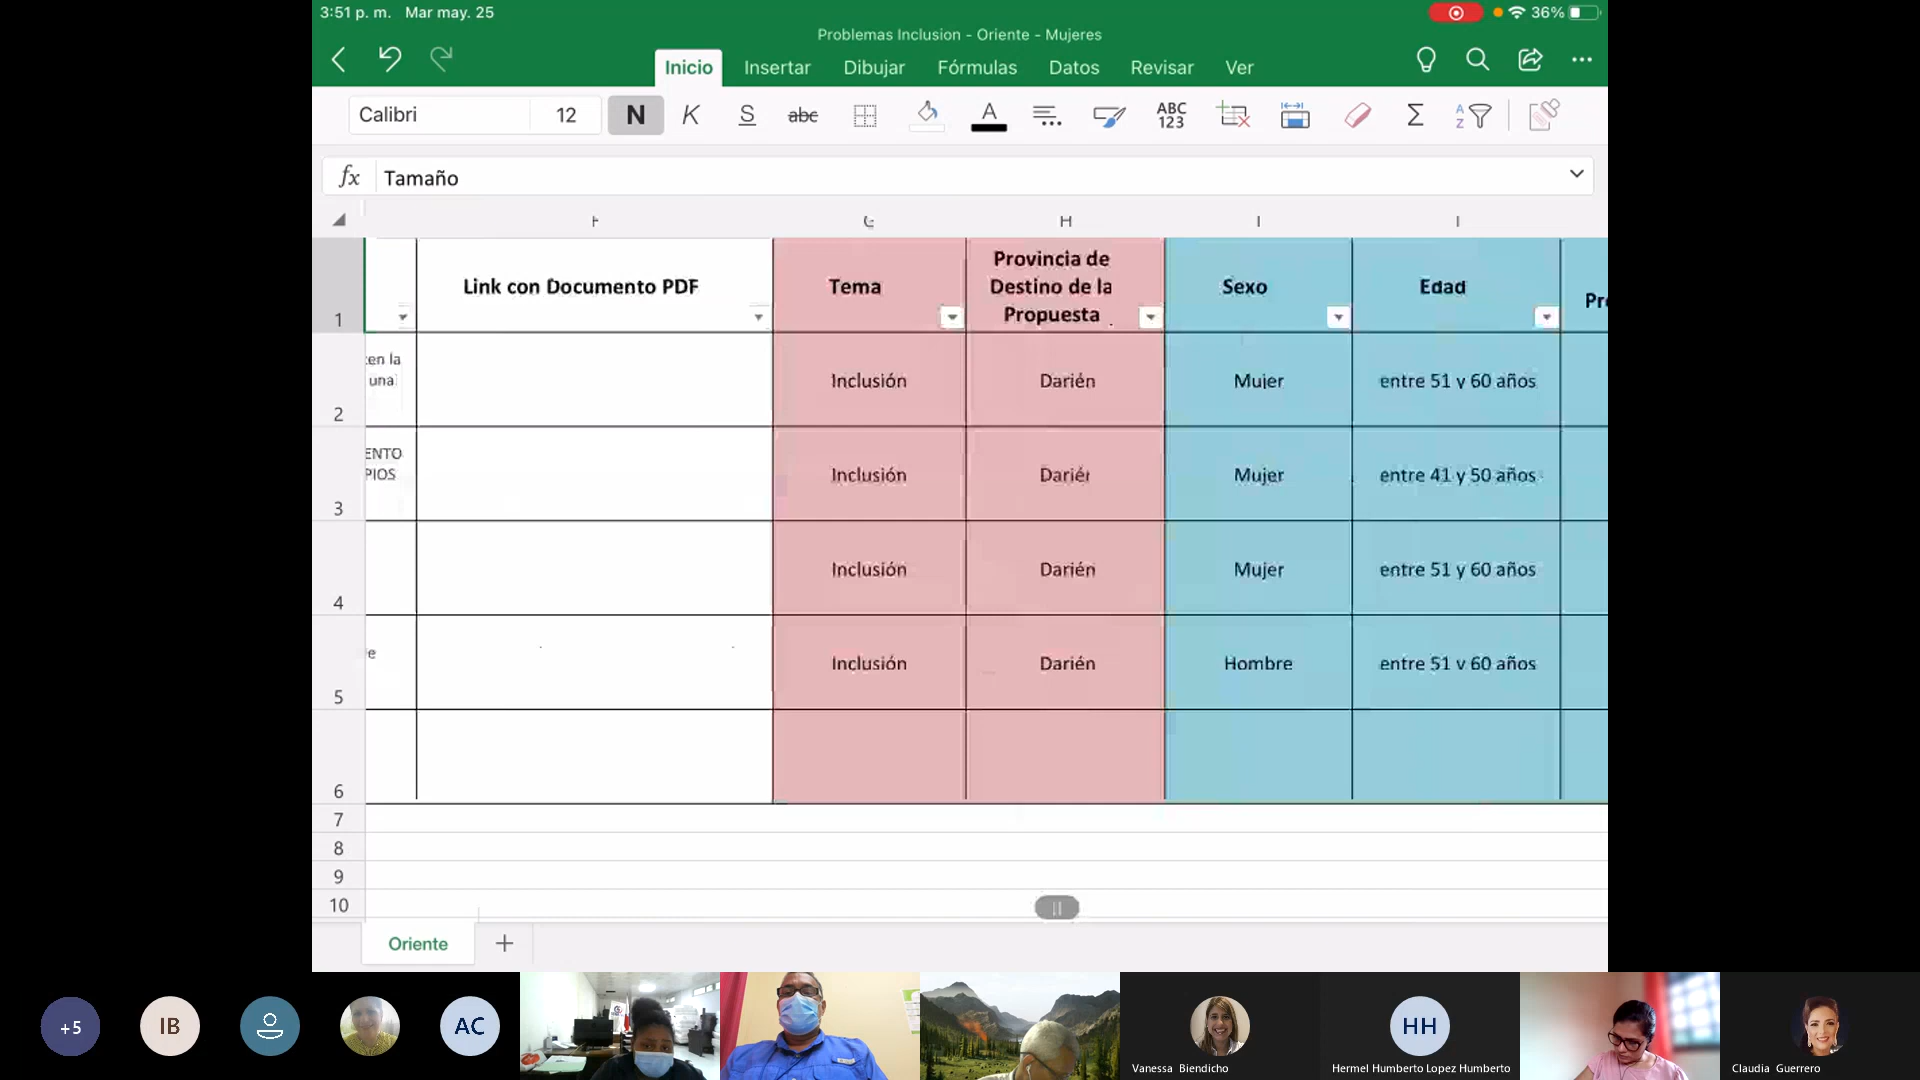 3:51 p. m. Mar may. 25
36%
Problemas Inclusion - Oriente - Mujeres
Inicio Insertar Dibujar Fórmulas Datos Revisar Ver
Calibri 12 N K S abc A ABC 123 Σ A Z
fx Tamaño
G H
Link con Documento PDF Tema Provincia de Destino de la Propuesta Sexo Edad
1
una Inclusión Darién Mujer entre 51 y 60 años
2
ENTO
PIOS Inclusión Darién Mujer entre 41 y 50 años
3
Inclusión Darién Mujer entre 51 y 60 años
4
Inclusión Darién Hombre entre 51 y 60 años
5
6
7
8
9
10
Oriente
+5 IB AC HH
Vanessa Biendicho Hermel Humberto Lopez Humberto Claudia Guerrero